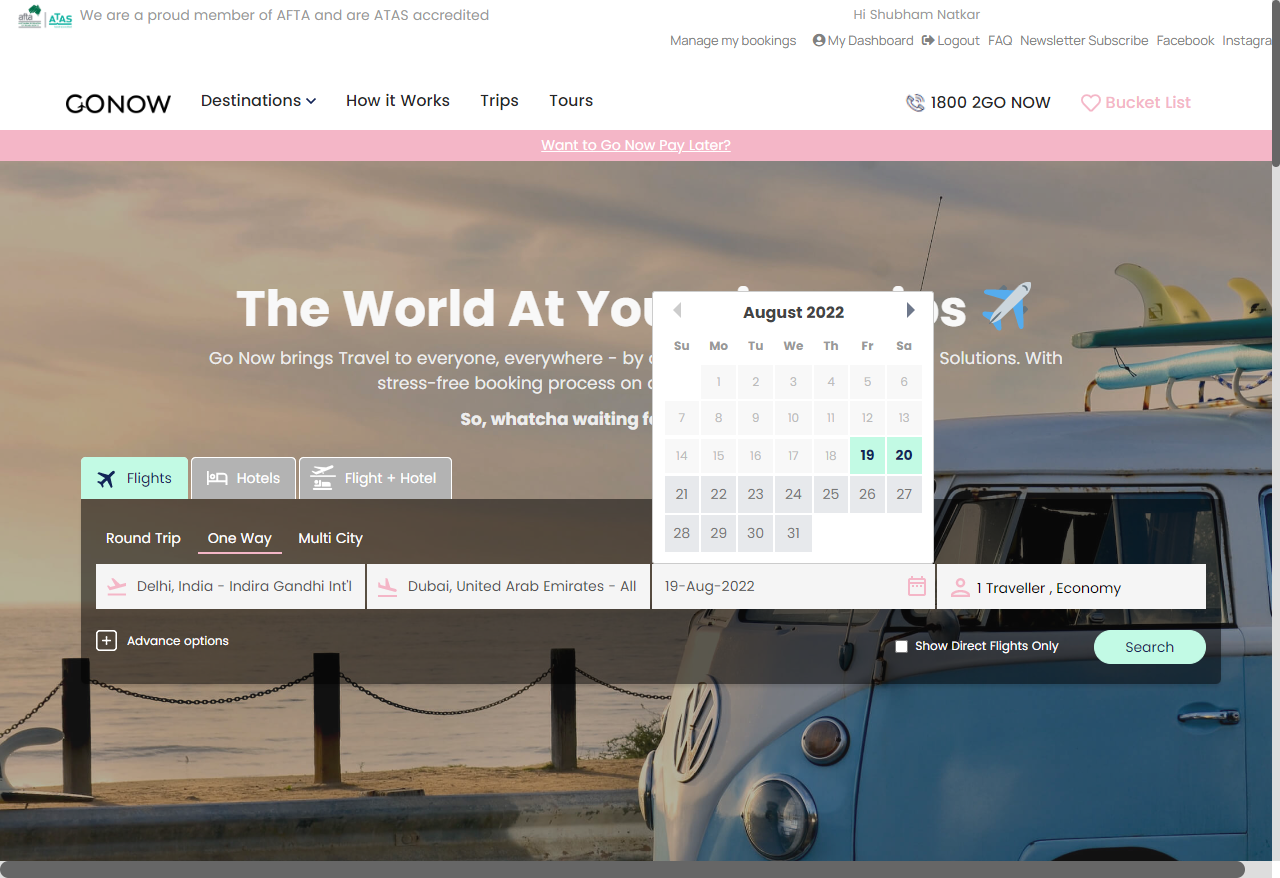 afta
ATAS
We are a proud member of AFTA and are ATAS accredited
Hi Shubham Natkar
Manage my bookings My Dashboard Logout FAQ Newsletter Subscribe Facebook Instagra
GONOW Destinations How it Works Trips Tours 1800 2GO NOW Bucket List
Want to Go Now Pay Later?
The World At You
Go Now brings Travel to everyone, everywhere - by
Solutions. With
stress-free booking process on
So, whatcha waiting
August 2022
Su Mo Tu We Th Fr Sa
1 2 3 4 5 6
7 8 9 10 11 12 13
14 15 16 17 18 19 20
21 22 23 24 25 26 27
28 29 30 31
Flights Hotels Flight + Hotel
Round Trip One Way Multi City
Delhi, India - Indira Gandhi Int'l Dubai, United Arab Emirates - All 19-Aug-2022 1 Traveller , Economy
Advance options Show Direct Flights Only Search